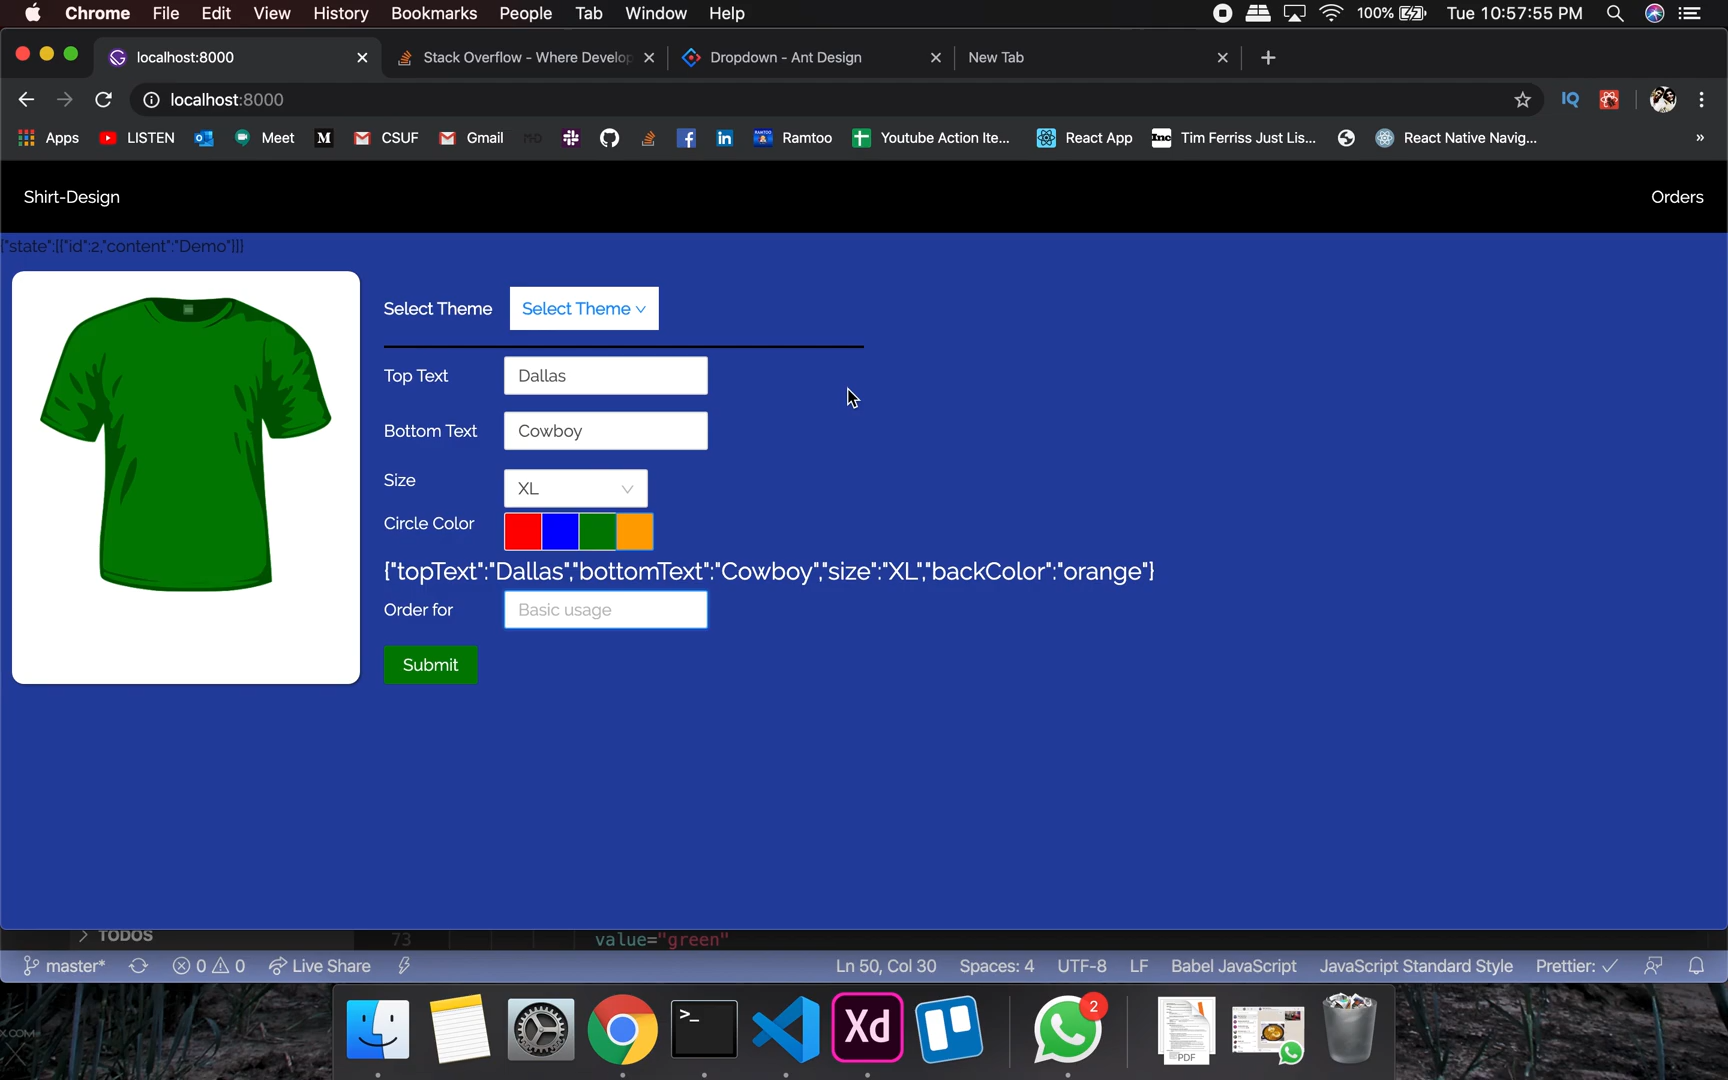 Chrome File Edit View History Bookmarks People Tab Window Help 100% Tue 10:57:55 PM
localhost:8000 Stack Overflow - Where Develop Dropdown - Ant Design New Tab
localhost:8000 IQ
Apps LISTEN Meet M CSUF Gmail Ramtoo Youtube Action Ite... React App Inc Tim Ferriss Just Lis... React Native Navig... »
Shirt-Design Orders
{"state":[{"id":2,"content":"Demo"}]}
Select Theme Select Theme
Top Text Dallas
Bottom Text Cowboy
Size XL
Circle Color
{"topText":"Dallas","bottomText":"Cowboy","size":"XL","backColor":"orange"}
Order for Basic usage
Submit
TODOS 73 value="green"
master* 0 0 Live Share Ln 50, Col 30 Spaces: 4 UTF-8 LF Babel JavaScript JavaScript Standard Style Prettier: ✓
>_ Xd 2 PDF